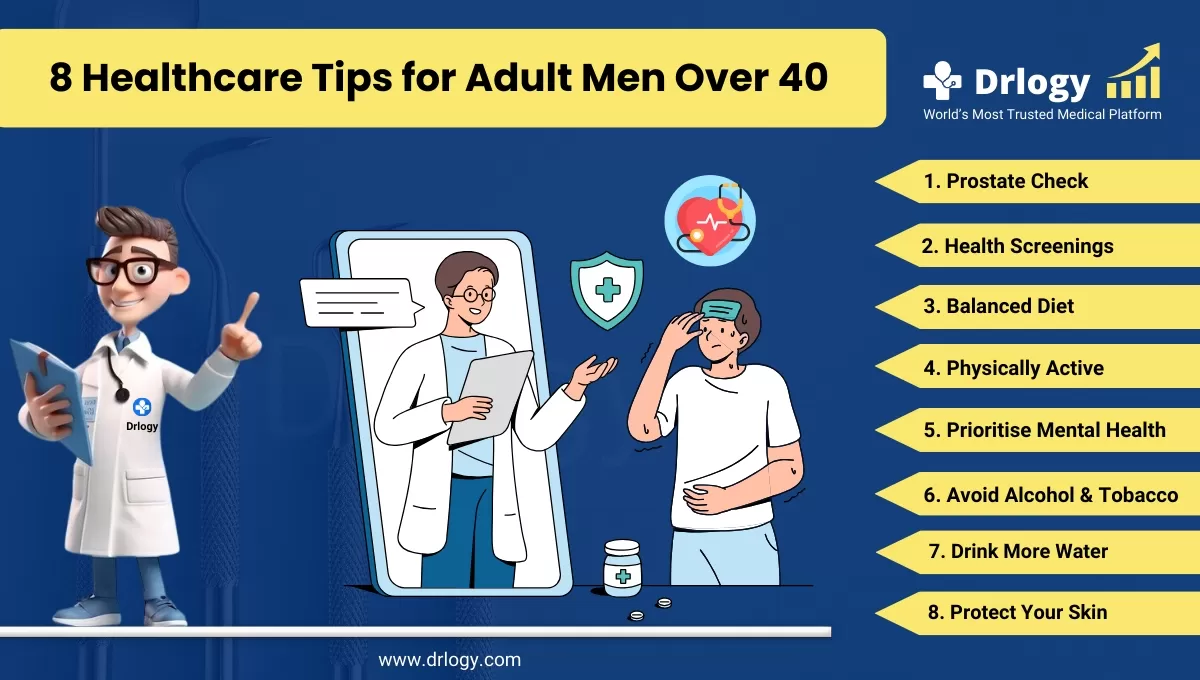 8 Healthcare Tips for Adult Men Over 40
Drlogy
World's Most Trusted Medical Platform
1. Prostate Check
2. Health Screenings
3. Balanced Diet
4. Physically Active
5. Prioritise Mental Health
6. Avoid Alcohol & Tobacco
7. Drink More Water
8. Protect Your Skin
Drlogy
www.drlogy.com